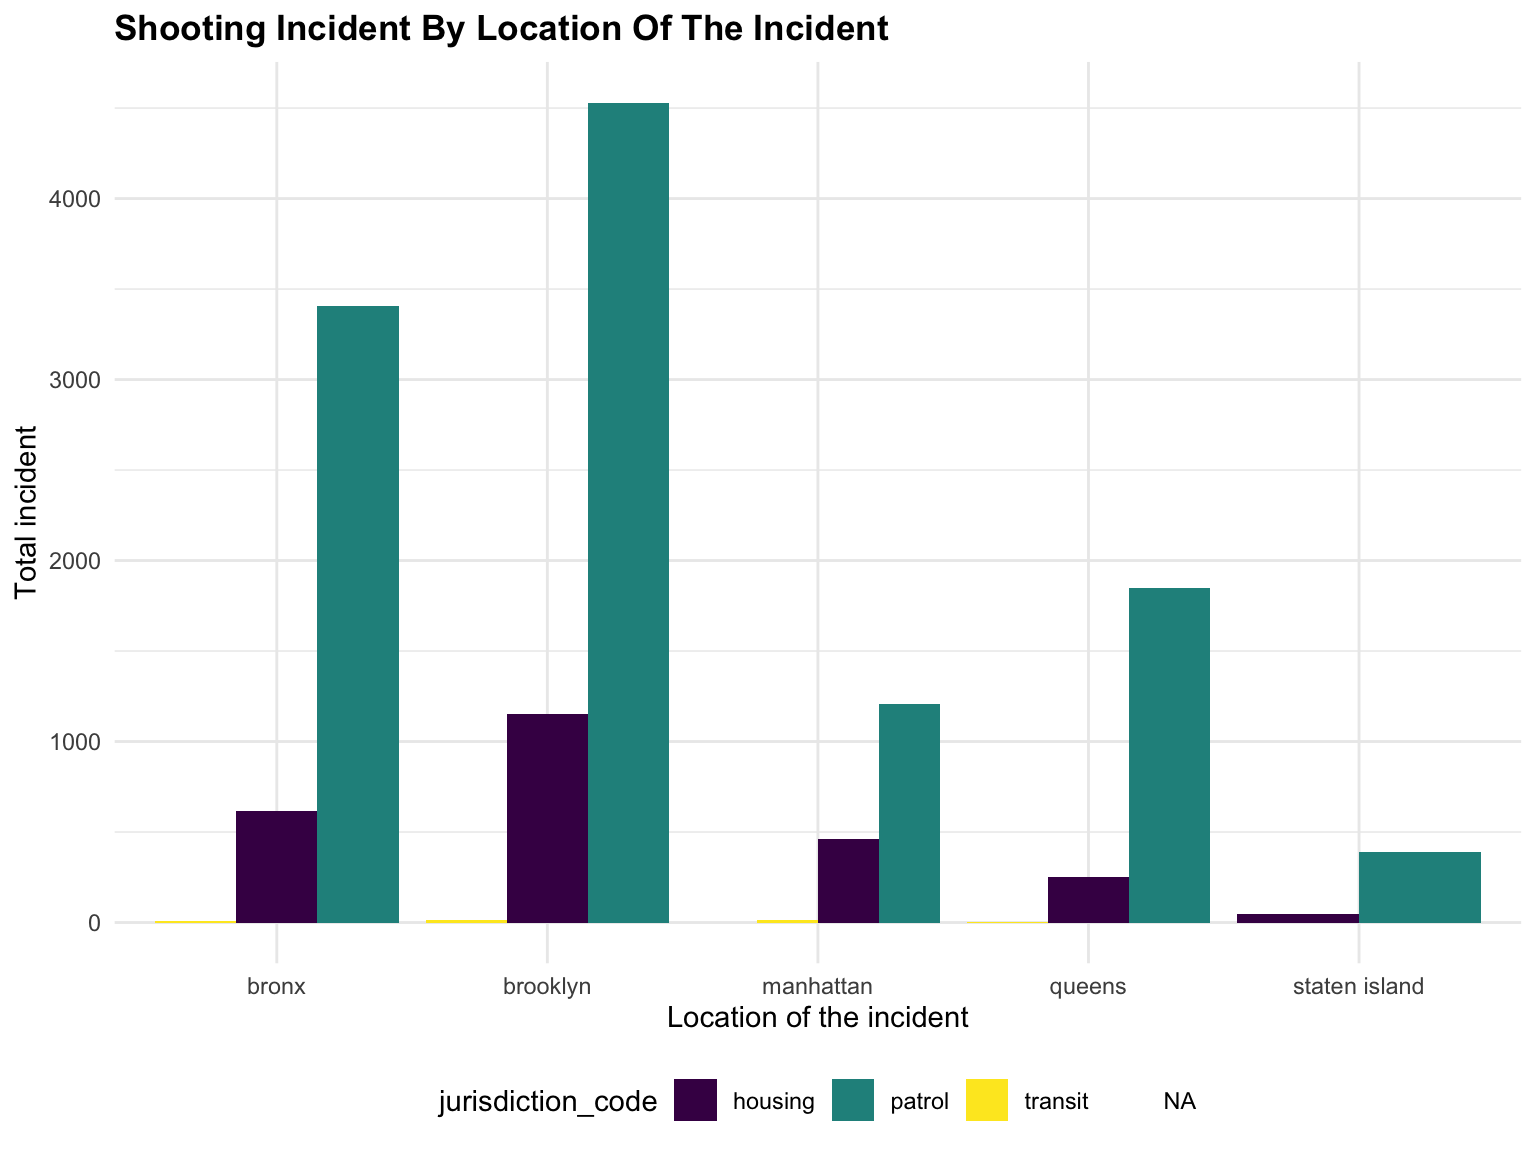 Shooting Incident By Location Of The Incident
Total incident
4000
3000
2000
1000
0
bronx brooklyn manhattan queens staten island
Location of the incident
jurisdiction_code housing patrol transit NA